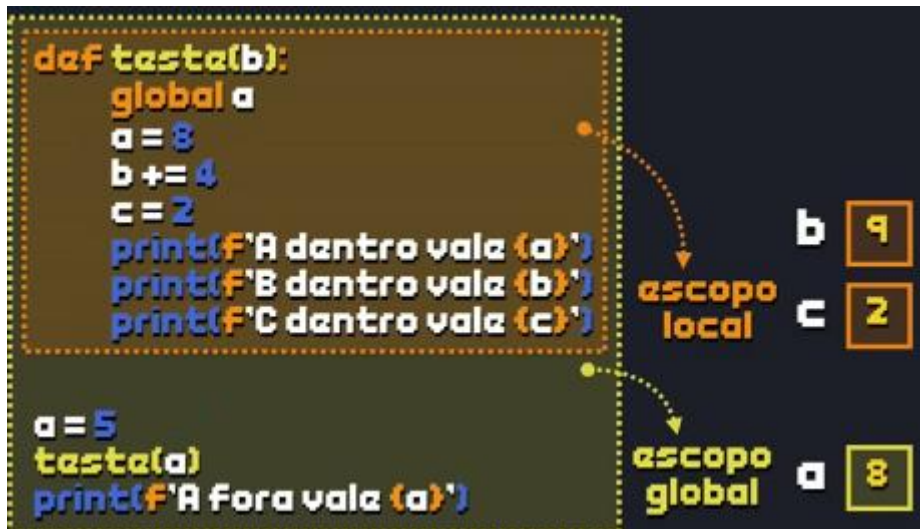 def teste(b):
global a
a = 8
b += 4
c = 2
print(f'A dentro vale {a}')
print(f'B dentro vale {b}')
print(f'C dentro vale {c}')
a = 5
teste(a)
print(f'A fora vale {a}')
escopo
local
b 9
c 2
escopo
global
a 8